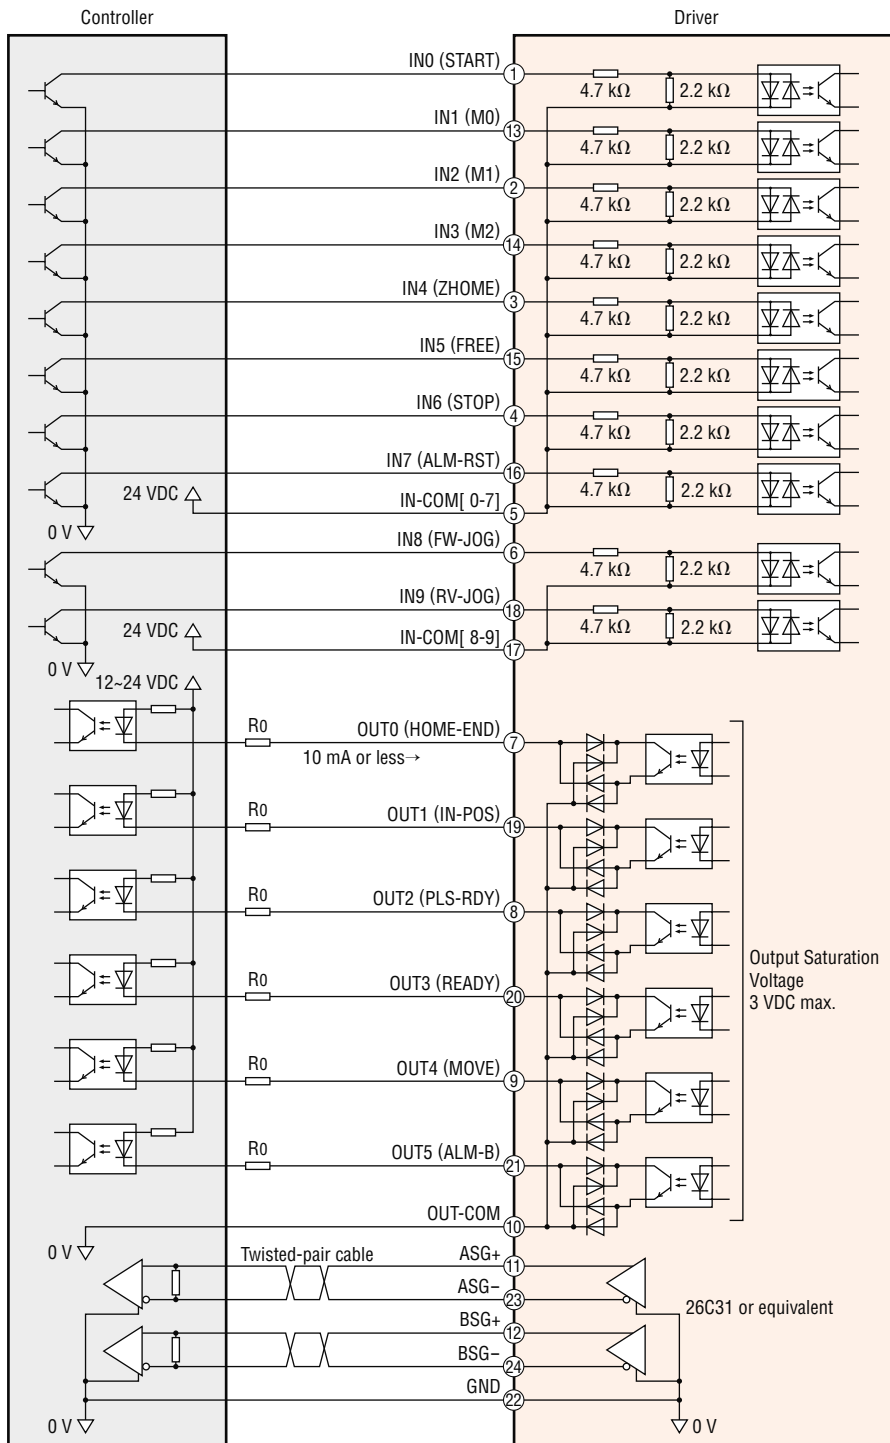 Controller
Driver
IN0 (START)
1
4.7 kΩ
2.2 kΩ
IN1 (M0)
13
4.7 kΩ
2.2 kΩ
IN2 (M1)
2
4.7 kΩ
2.2 kΩ
IN3 (M2)
14
4.7 kΩ
2.2 kΩ
IN4 (ZHOME)
3
4.7 kΩ
2.2 kΩ
IN5 (FREE)
15
4.7 kΩ
2.2 kΩ
IN6 (STOP)
4
4.7 kΩ
2.2 kΩ
IN7 (ALM-RST)
16
4.7 kΩ
2.2 kΩ
24 VDC
IN-COM[ 0-7]
5
0 V
IN8 (FW-JOG)
6
4.7 kΩ
2.2 kΩ
IN9 (RV-JOG)
18
4.7 kΩ
2.2 kΩ
24 VDC
IN-COM[ 8-9]
17
0 V
12~24 VDC
R0
OUT0 (HOME-END)
7
10 mA or less→
R0
OUT1 (IN-POS)
19
R0
OUT2 (PLS-RDY)
8
Output Saturation
Voltage
3 VDC max.
R0
OUT3 (READY)
20
R0
OUT4 (MOVE)
9
R0
OUT5 (ALM-B)
21
OUT-COM
10
0 V
Twisted-pair cable
ASG+
11
ASG−
23
26C31 or equivalent
BSG+
12
BSG−
24
GND
22
0 V
0 V